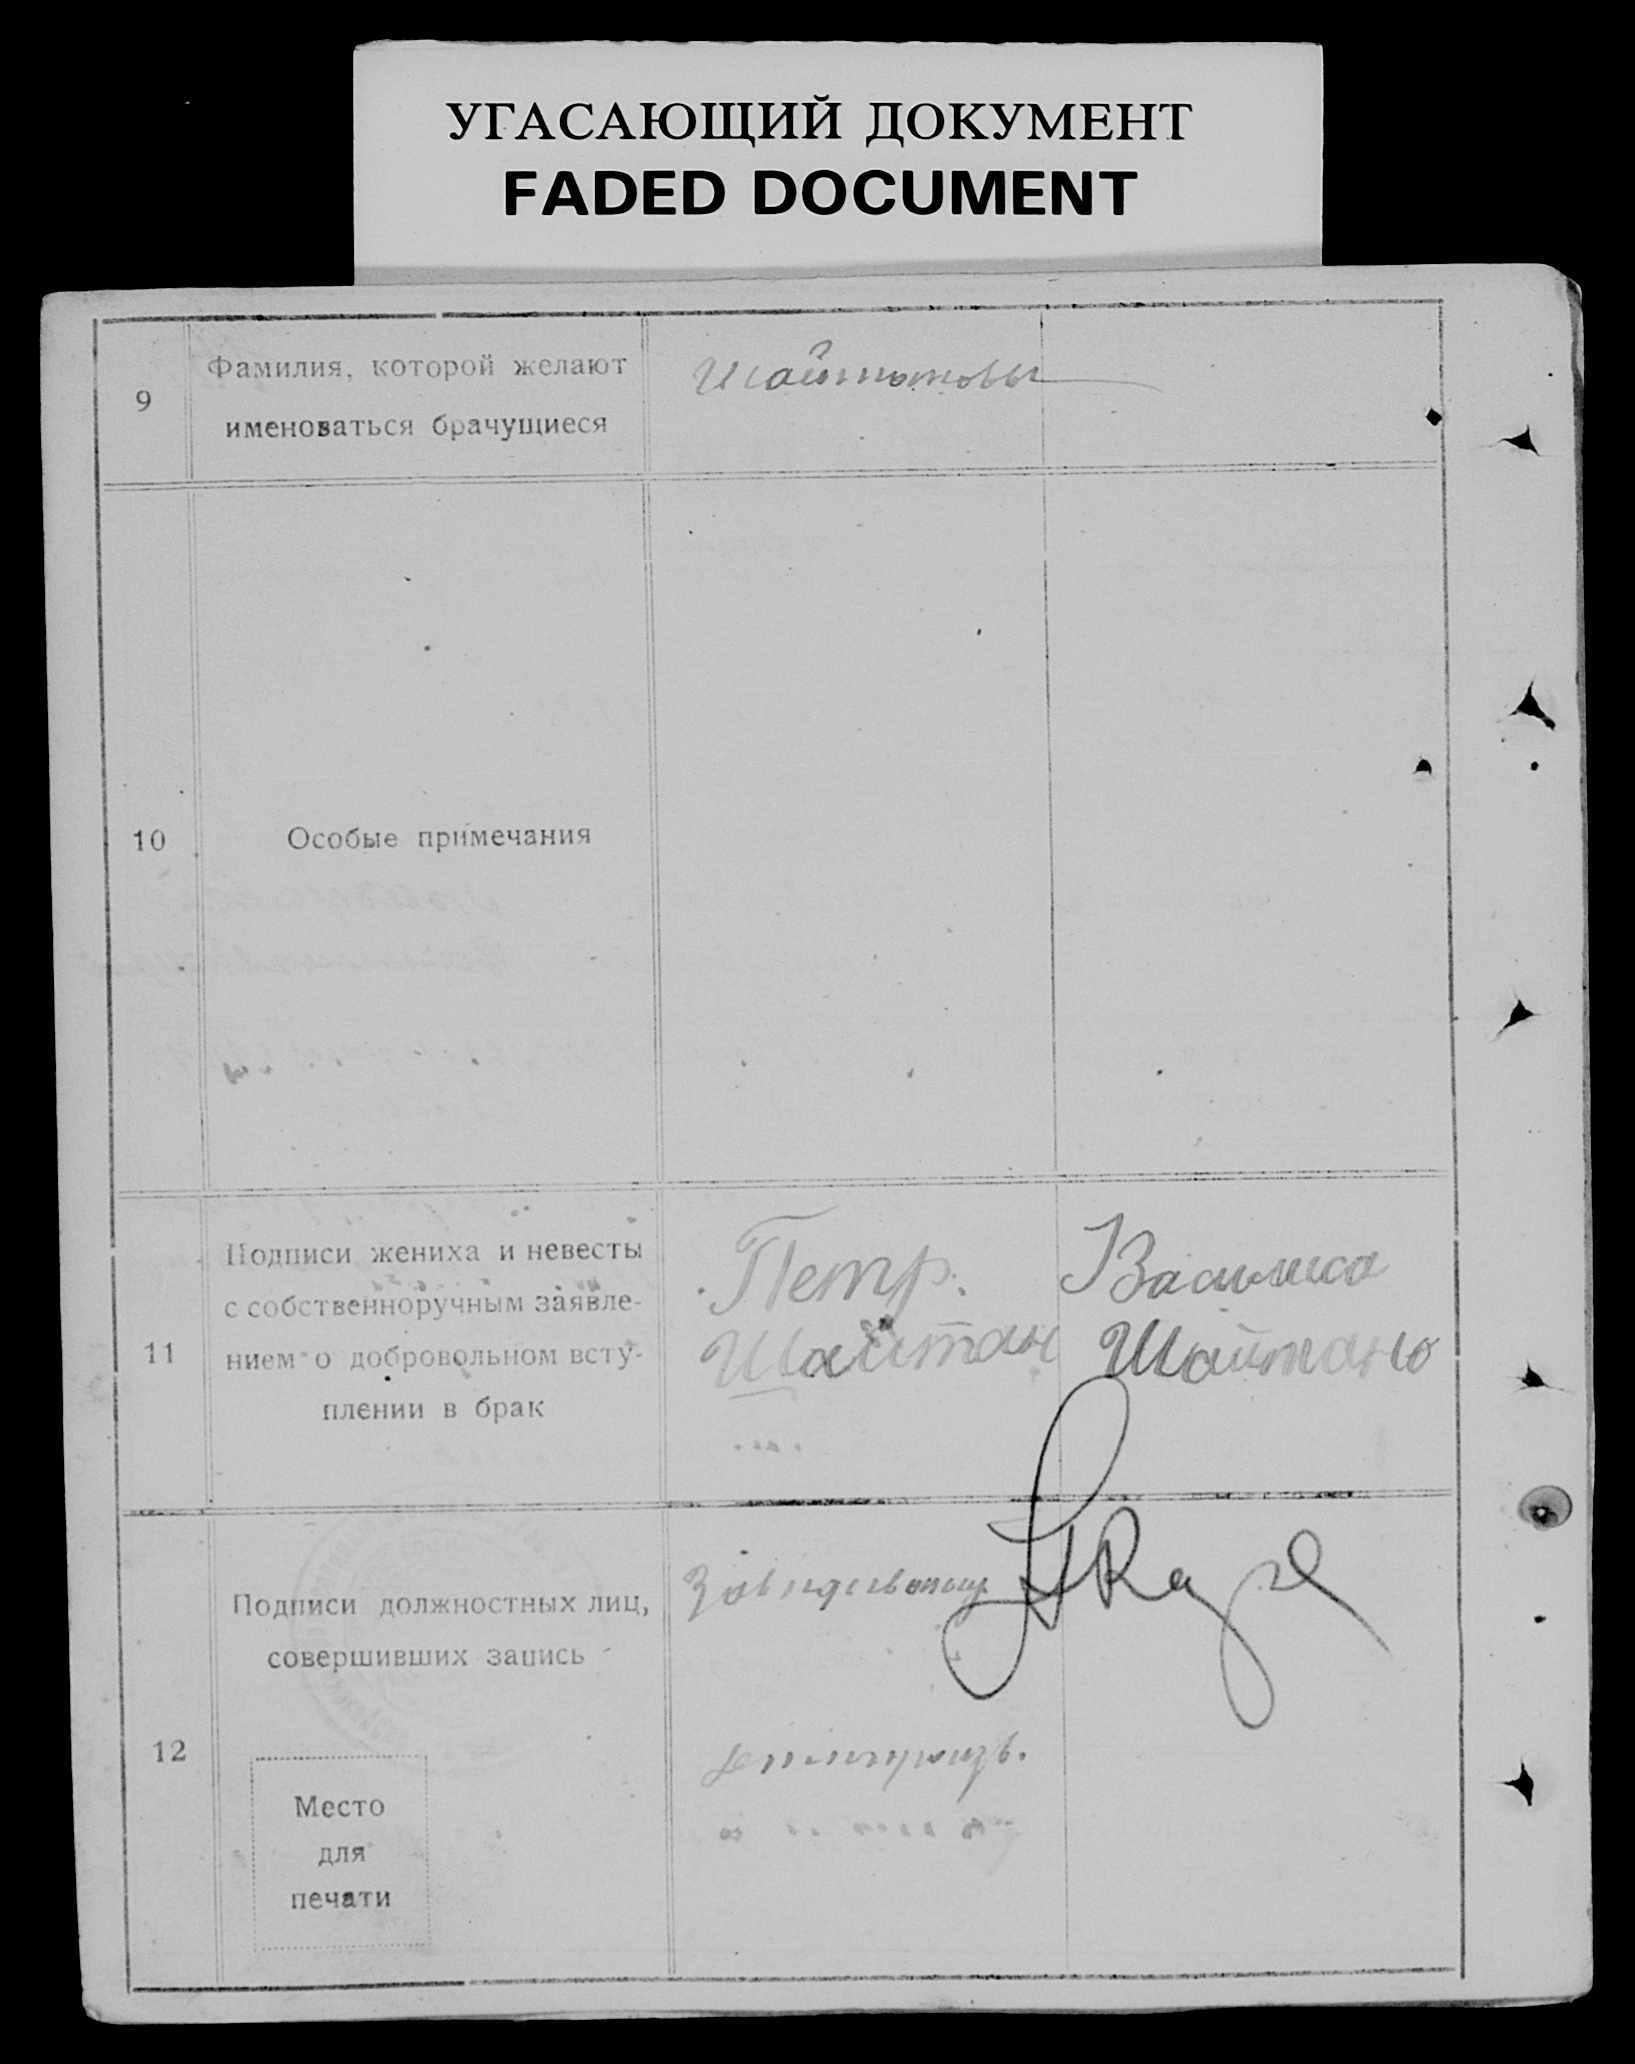 УГАСАЮЩИЙ ДОКУМЕНТ
FADED DOCUMENT
9
Фамилия, которой желают
именоваться брачущиеся
10
Особые примечания
11
Подписи жениха и невесты
с собственноручным заявле-
нием о добровольном всту-
плении в брак
Петр.
Шайтан
Василиса
Шайтано
12
Подписи должностных лиц,
совершивших запись
Заведывающ
Место
для
печати